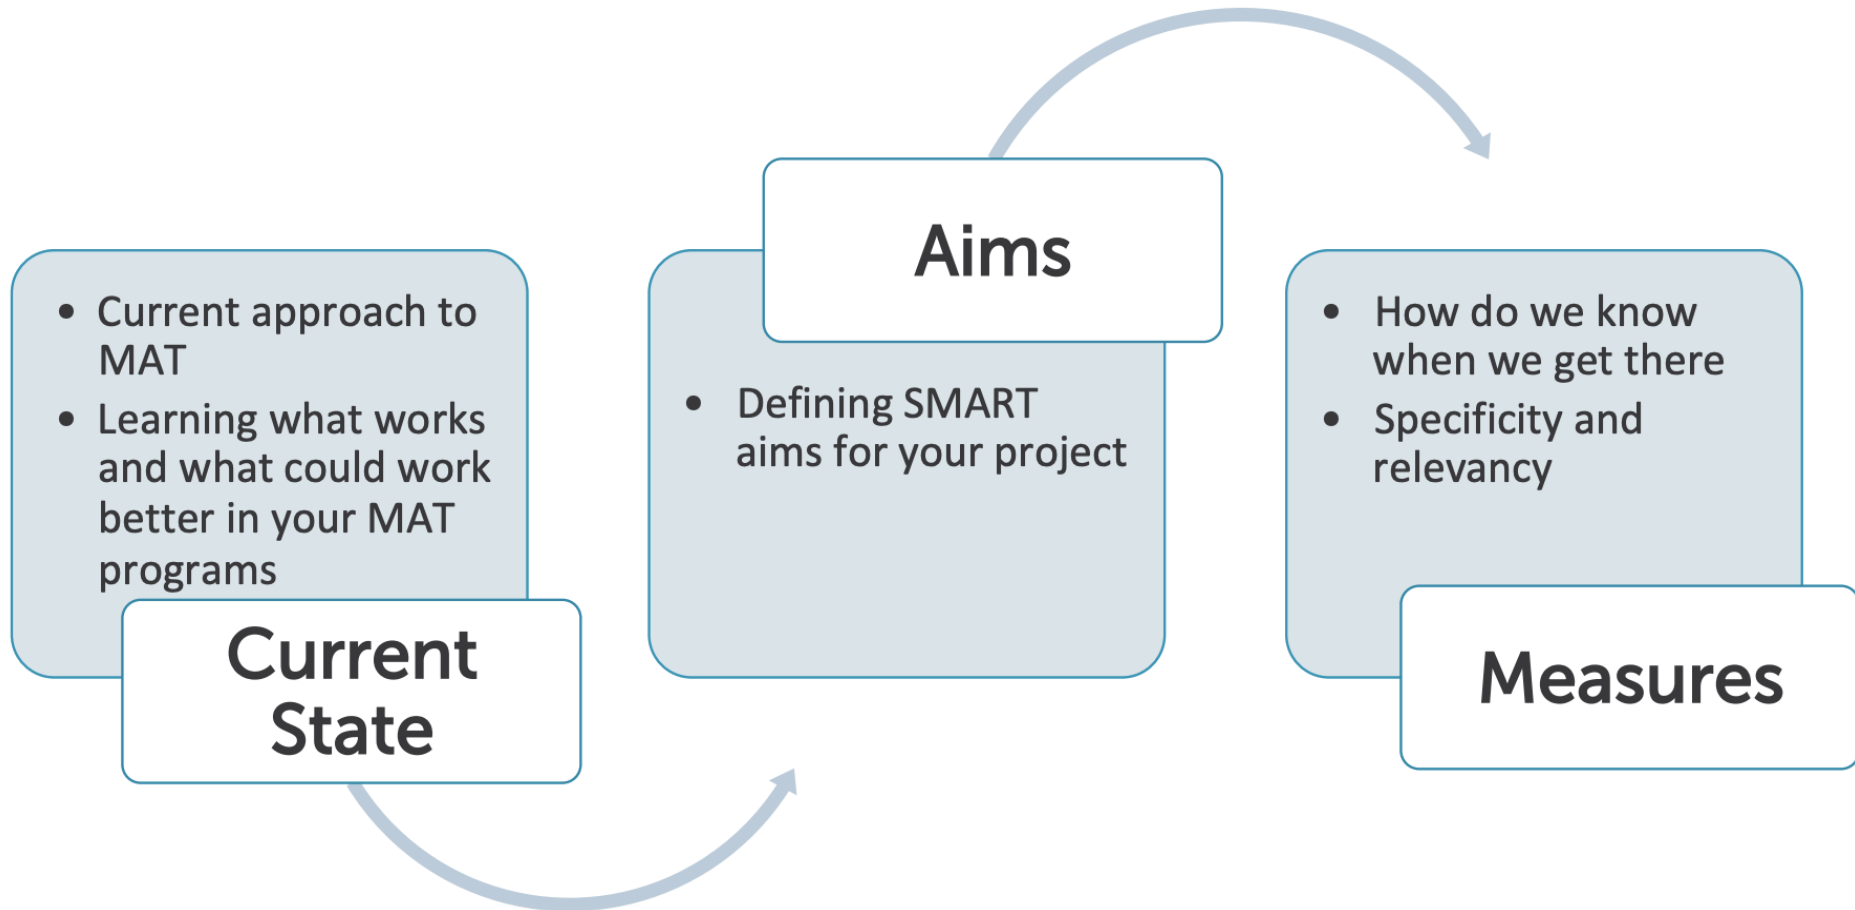 • Current approach to
MAT
• Learning what works
and what could work
better in your MAT
programs
Current
State
Aims
• Defining SMART
aims for your project
• How do we know
when we get there
• Specificity and
relevancy
Measures